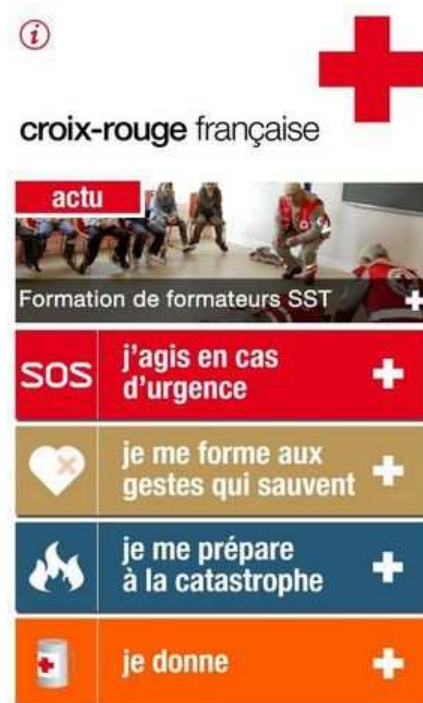 i
croix-rouge française
actu
Formation de formateurs SST
SOS
j'agis en cas
d'urgence
je me forme aux
gestes qui sauvent
je me prépare
à la catastrophe
je donne